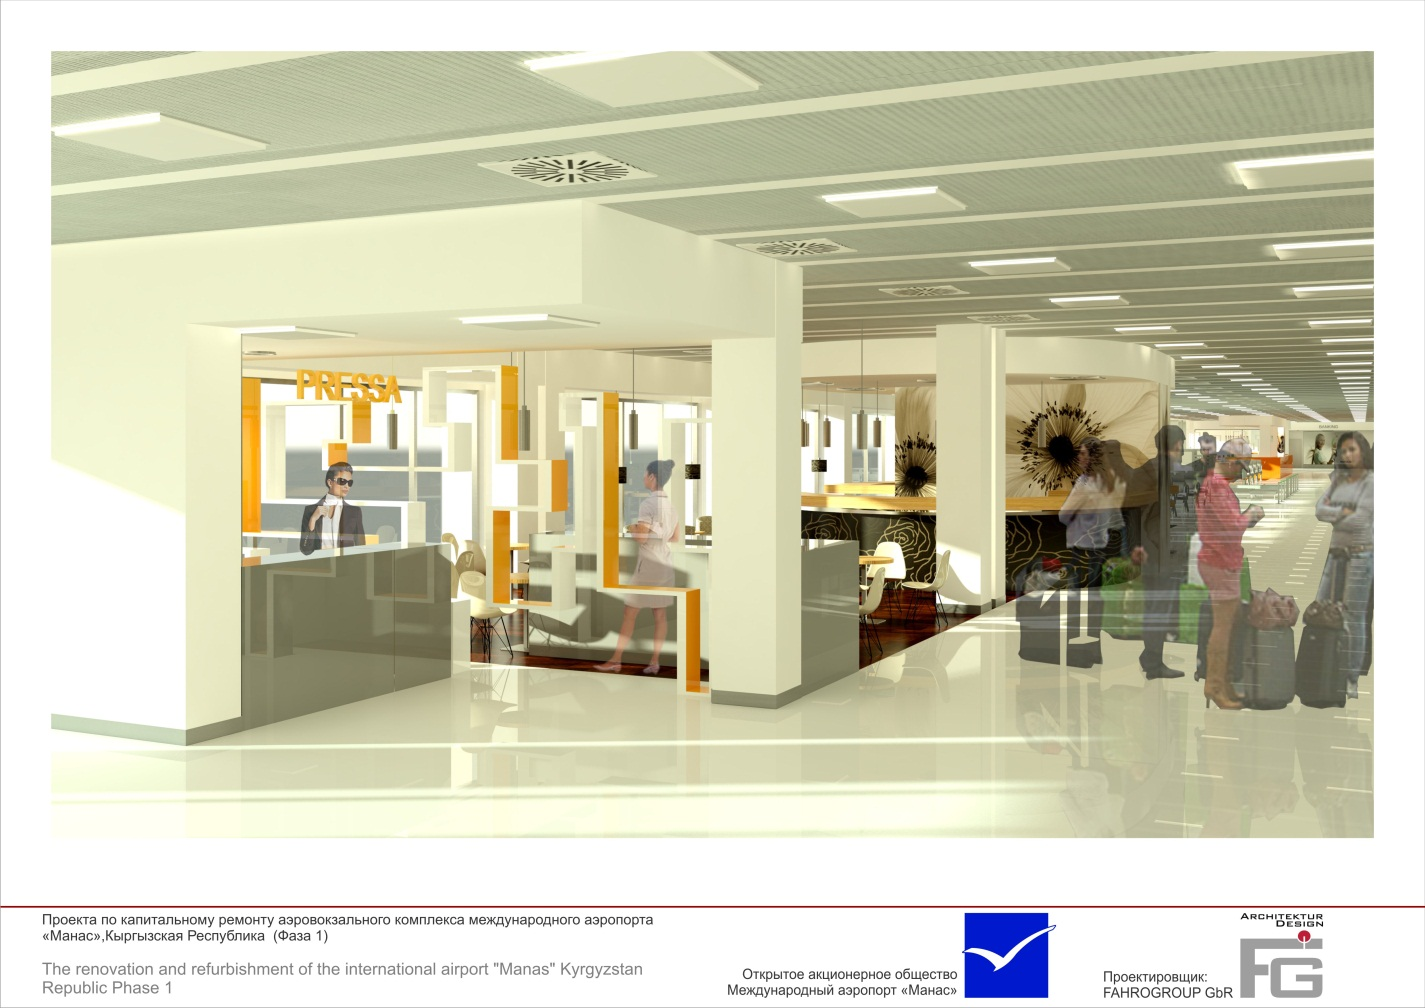 PRESSA
Проекта по капитальному ремонту аэровокзального комплекса международного аэропорта
«Манас»,Кыргызская Республика (Фаза 1)
The renovation and refurbishment of the international airport "Manas" Kyrgyzstan
Republic Phase 1
Открытое акционерное общество
Международный аэропорт «Манас»
Проектировщик:
FAHROGROUP GbR
ARCHITEKTUR
DESIGN
FG